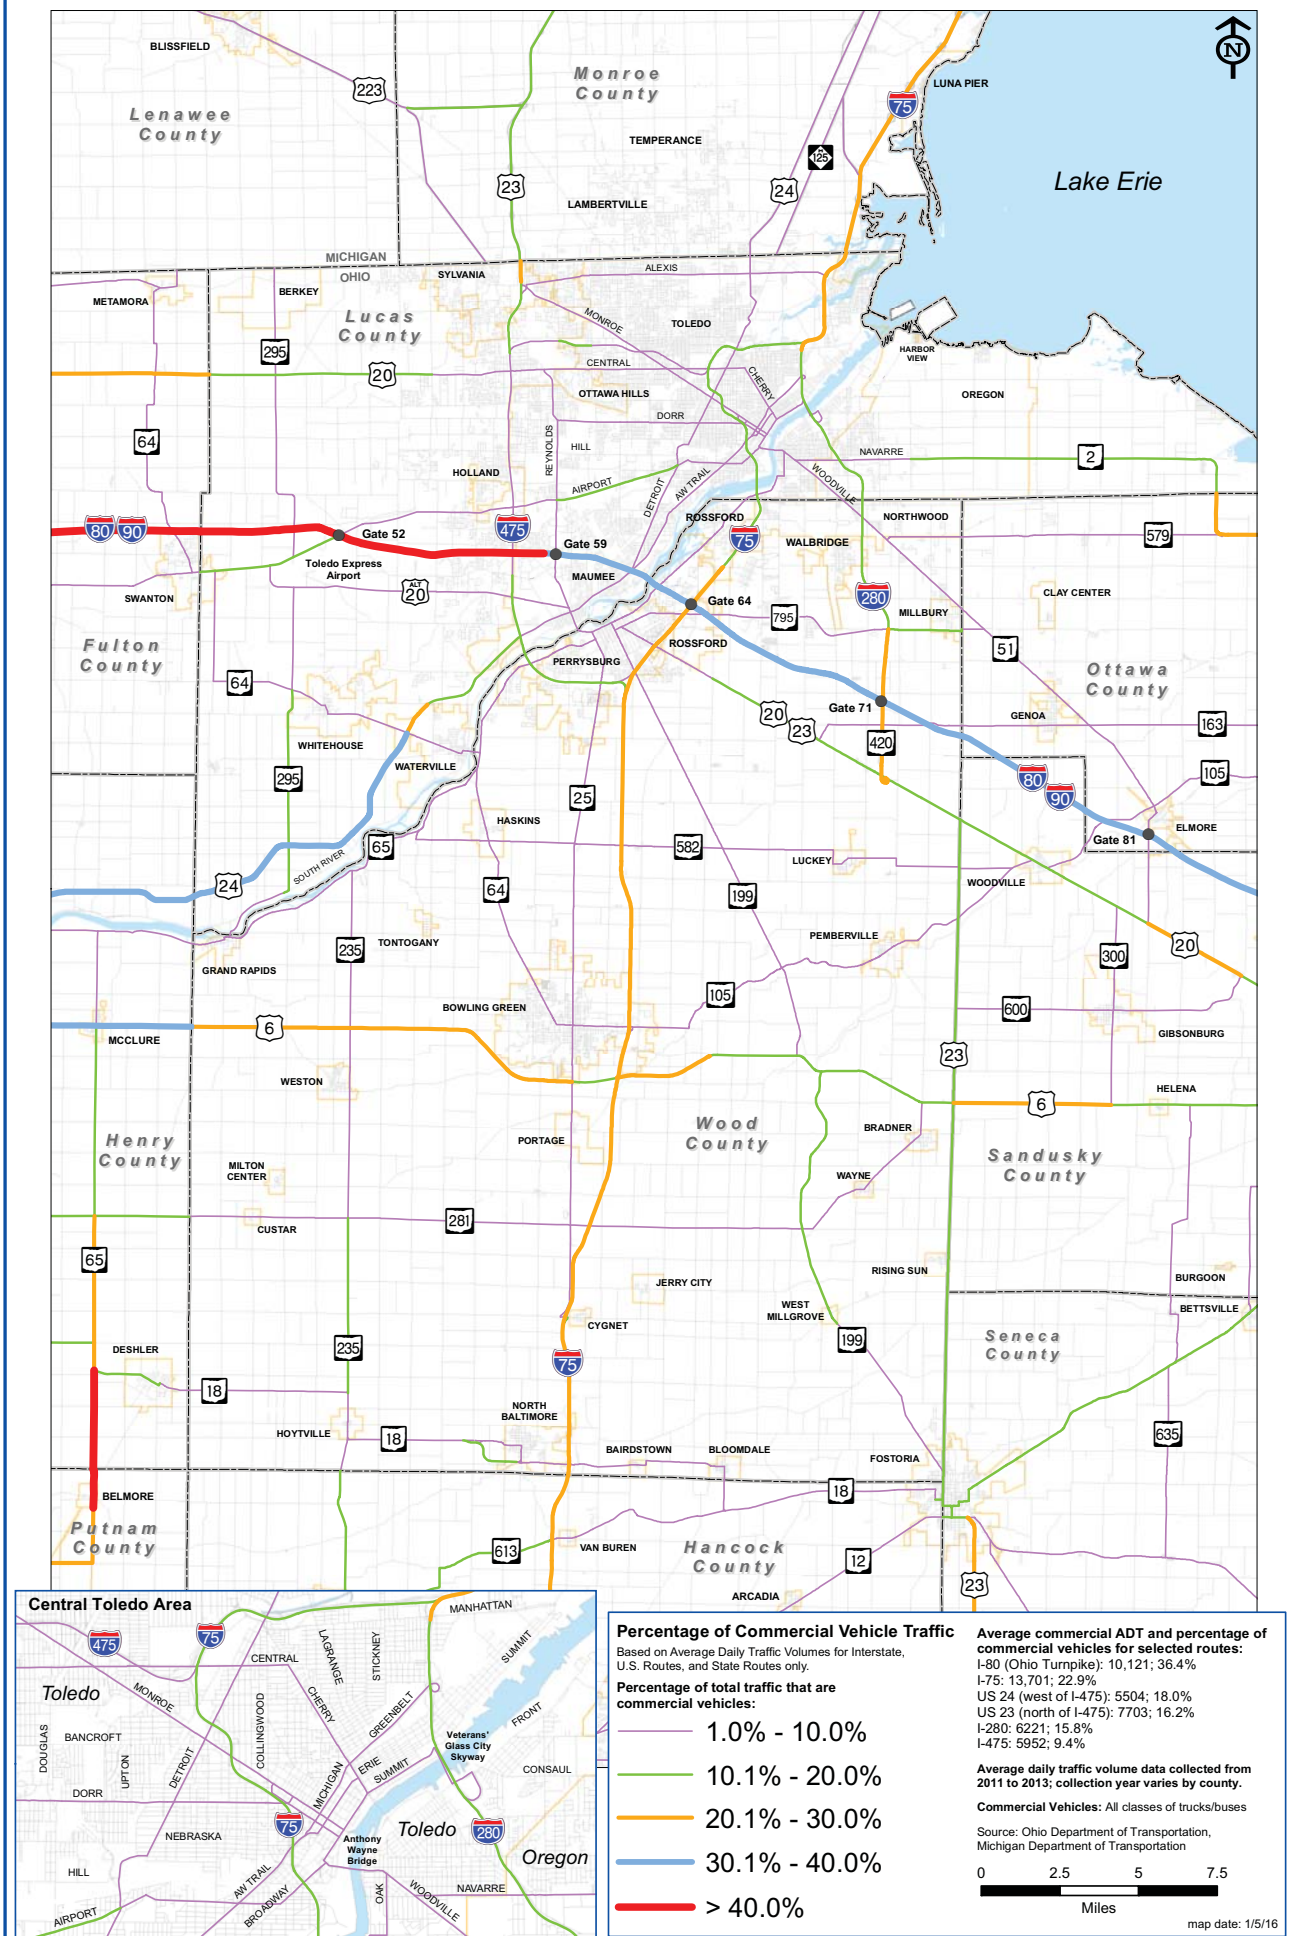 BLISSFIELD
Monroe
County
LUNA PIER
N
223
75
Lenawee
County
TEMPERANCE
M
125
24
23
Lake Erie
LAMBERTVILLE
MICHIGAN
OHIO
SYLVANIA
ALEXIS
METAMORA
BERKEY
Lucas
County
MONROE
TOLEDO
295
HARBOR
VIEW
CENTRAL
20
CHERRY
OTTAWA HILLS
OREGON
DORR
64
REYNOLDS
HILL
NAVARRE
2
HOLLAND
AIRPORT
DETROIT
AW TRAIL
WOODVILLE
ROSSFORD
NORTHWOOD
80
90
Gate 52
475
Gate 59
75
WALBRIDGE
579
Toledo Express
Airport
MAUMEE
ALT
20
SWANTON
Gate 64
280
CLAY CENTER
795
MILLBURY
Fulton
County
ROSSFORD
51
PERRYSBURG
Ottawa
County
64
20
23
Gate 71
GENOA
163
WHITEHOUSE
420
WATERVILLE
295
80
90
105
25
HASKINS
ELMORE
65
582
Gate 81
SOUTH RIVER
LUCKEY
24
64
199
WOODVILLE
TONTOGANY
235
PEMBERVILLE
20
300
GRAND RAPIDS
105
BOWLING GREEN
600
6
MCCLURE
GIBSONBURG
23
WESTON
HELENA
6
Henry
County
PORTAGE
Wood
County
BRADNER
Sandusky
County
MILTON
CENTER
WAYNE
281
CUSTAR
65
RISING SUN
JERRY CITY
BURGOON
WEST
MILLGROVE
BETTSVILLE
CYGNET
199
Seneca
County
DESHLER
235
75
18
NORTH
BALTIMORE
HOYTVILLE
18
635
BAIRDSTOWN
BLOOMDALE
FOSTORIA
BELMORE
18
Putnam
County
613
VAN BUREN
Hancock
County
12
23
ARCADIA
Central Toledo Area
MANHATTAN
475
75
LAGRANGE
STICKNEY
SUMMIT
CENTRAL
Toledo
MONROE
CHERRY
GREENBELT
COLLINGWOOD
FRONT
DOUGLAS
BANCROFT
UPTON
DETROIT
Veterans'
Glass City
Skyway
MICHIGAN
ERIE
SUMMIT
CONSAUL
DORR
75
NEBRASKA
Toledo
280
Anthony
Wayne
Bridge
Oregon
HILL
AW TRAIL
BROADWAY
OAK
WOODVILLE
NAVARRE
AIRPORT
Percentage of Commercial Vehicle Traffic
Based on Average Daily Traffic Volumes for Interstate,
U.S. Routes, and State Routes only.
Percentage of total traffic that are
commercial vehicles:
1.0% - 10.0%
10.1% - 20.0%
20.1% - 30.0%
30.1% - 40.0%
> 40.0%
Average commercial ADT and percentage of
commercial vehicles for selected routes:
I-80 (Ohio Turnpike): 10,121; 36.4%
I-75: 13,701; 22.9%
US 24 (west of I-475): 5504; 18.0%
US 23 (north of I-475): 7703; 16.2%
I-280: 6221; 15.8%
I-475: 5952; 9.4%
Average daily traffic volume data collected from
2011 to 2013; collection year varies by county.
Commercial Vehicles: All classes of trucks/buses
Source: Ohio Department of Transportation,
Michigan Department of Transportation
0 2.5 5 7.5
Miles
map date: 1/5/16